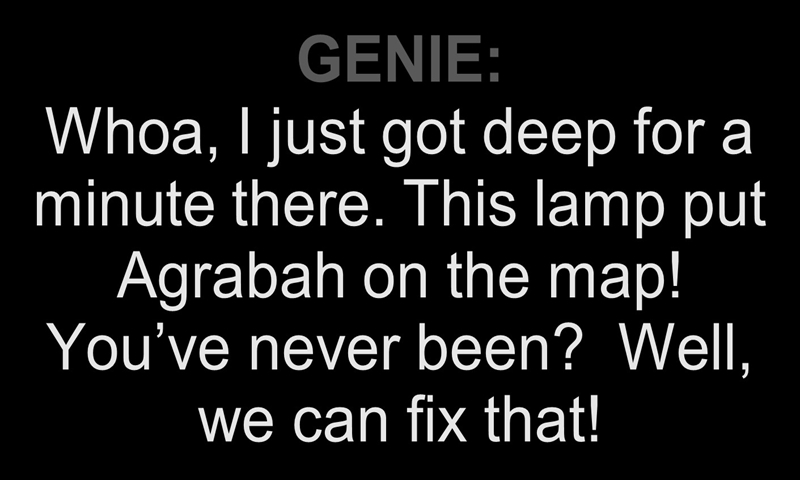 GENIE:
Whoa, I just got deep for a
minute there. This lamp put
Agrabah on the map!
You’ve never been?  Well,
we can fix that!